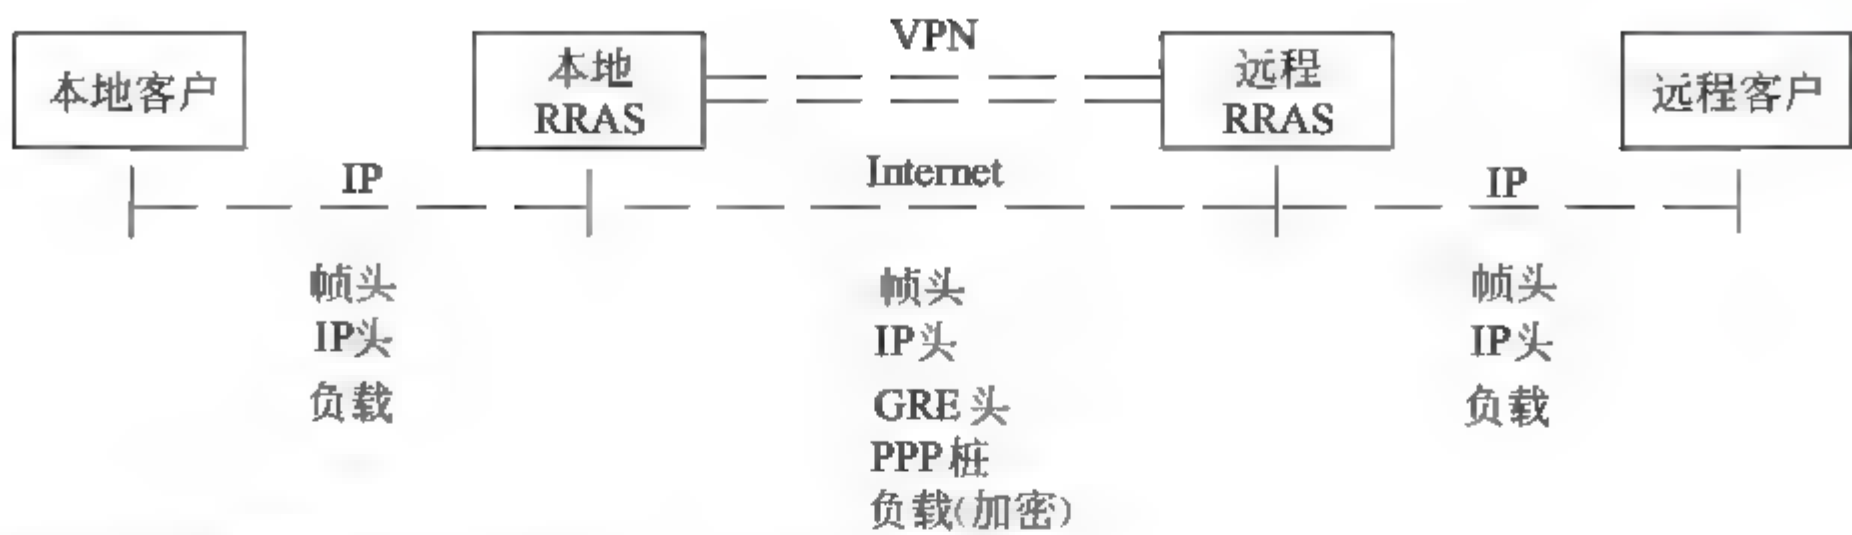 本地客户
本地
RRAS
VPN
远程
RRAS
远程客户
IP
Internet
IP
帧头
IP头
负载
帧头
IP头
GRE头
PPP桩
负载(加密)
帧头
IP头
负载